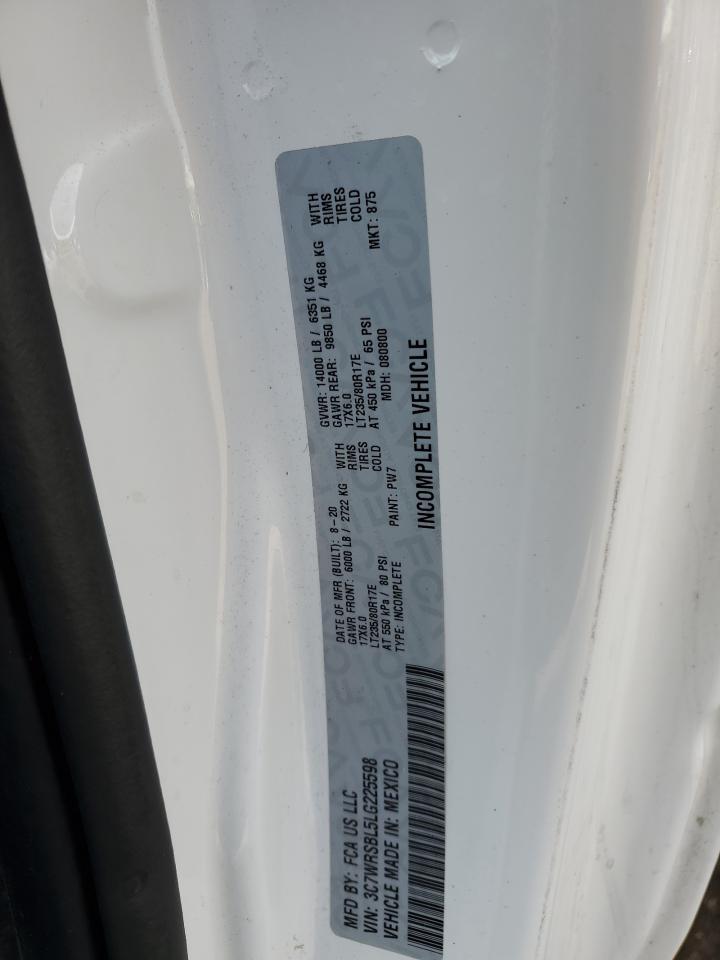 MFD BY: FCA US LLC
DATE OF MFR (BUILT): 8-20
GVWR: 14000 LB / 6351 KG
GAWR FRONT: 6000 LB / 2722 KG WITH
GAWR REAR: 9850 LB / 4468 KG WITH
17X6.0 RIMS
17X6.0 RIMS
LT235/80R17E TIRES
LT235/80R17E TIRES
AT 550 kPa / 80 PSI COLD
AT 450 kPa / 65 PSI COLD
VIN: 3C7WRSBL5LG225598
TYPE: INCOMPLETE
PAINT: PW7
MDH: 080800
MKT: 875
VEHICLE MADE IN: MEXICO
INCOMPLETE VEHICLE